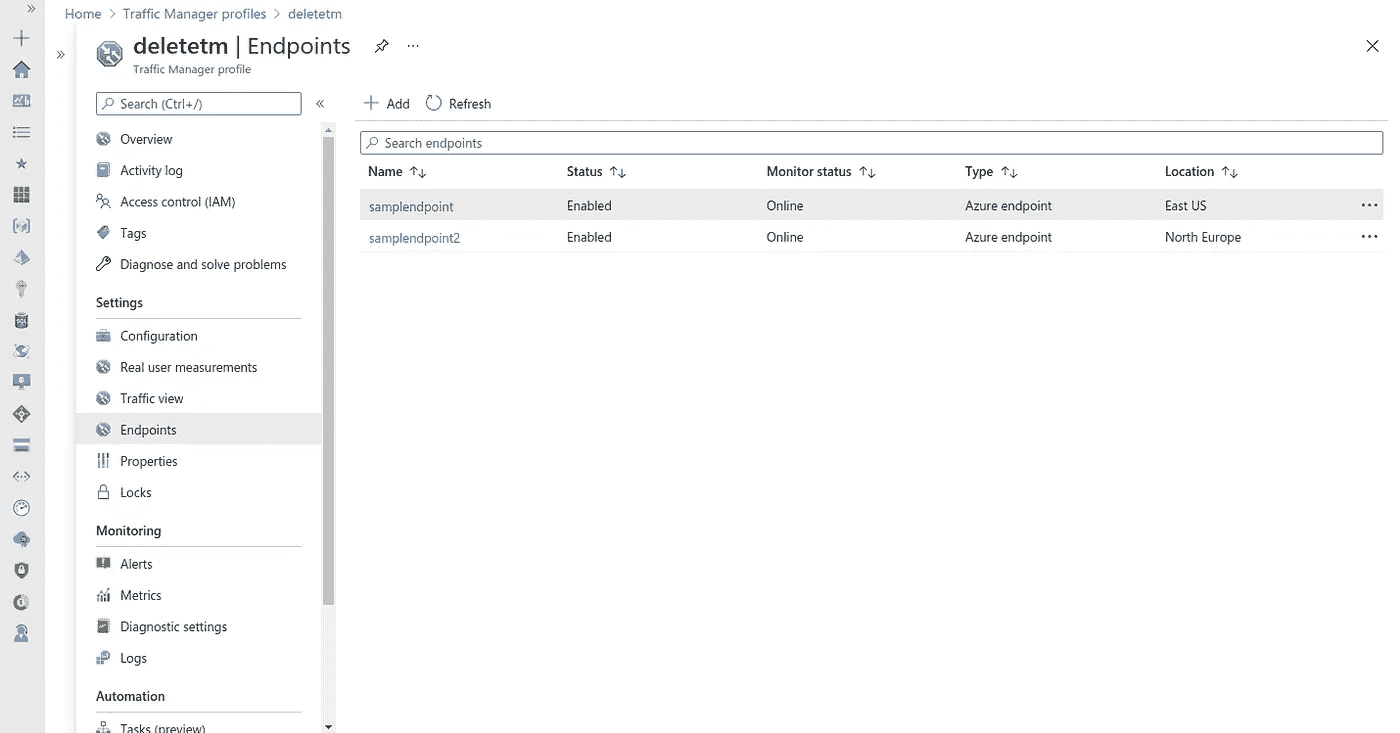 Home > Traffic Manager profiles > deletetm
deletetm | Endpoints
Traffic Manager profile
Search (Ctrl+/)
Overview
Activity log
Access control (IAM)
Tags
Diagnose and solve problems
Settings
Configuration
Real user measurements
Traffic view
Endpoints
Properties
Locks
Monitoring
Alerts
Metrics
Diagnostic settings
Logs
Automation
Tasks (preview)
Add Refresh
Search endpoints
Name Status Monitor status Type Location
samplendpoint Enabled Online Azure endpoint East US
samplendpoint2 Enabled Online Azure endpoint North Europe